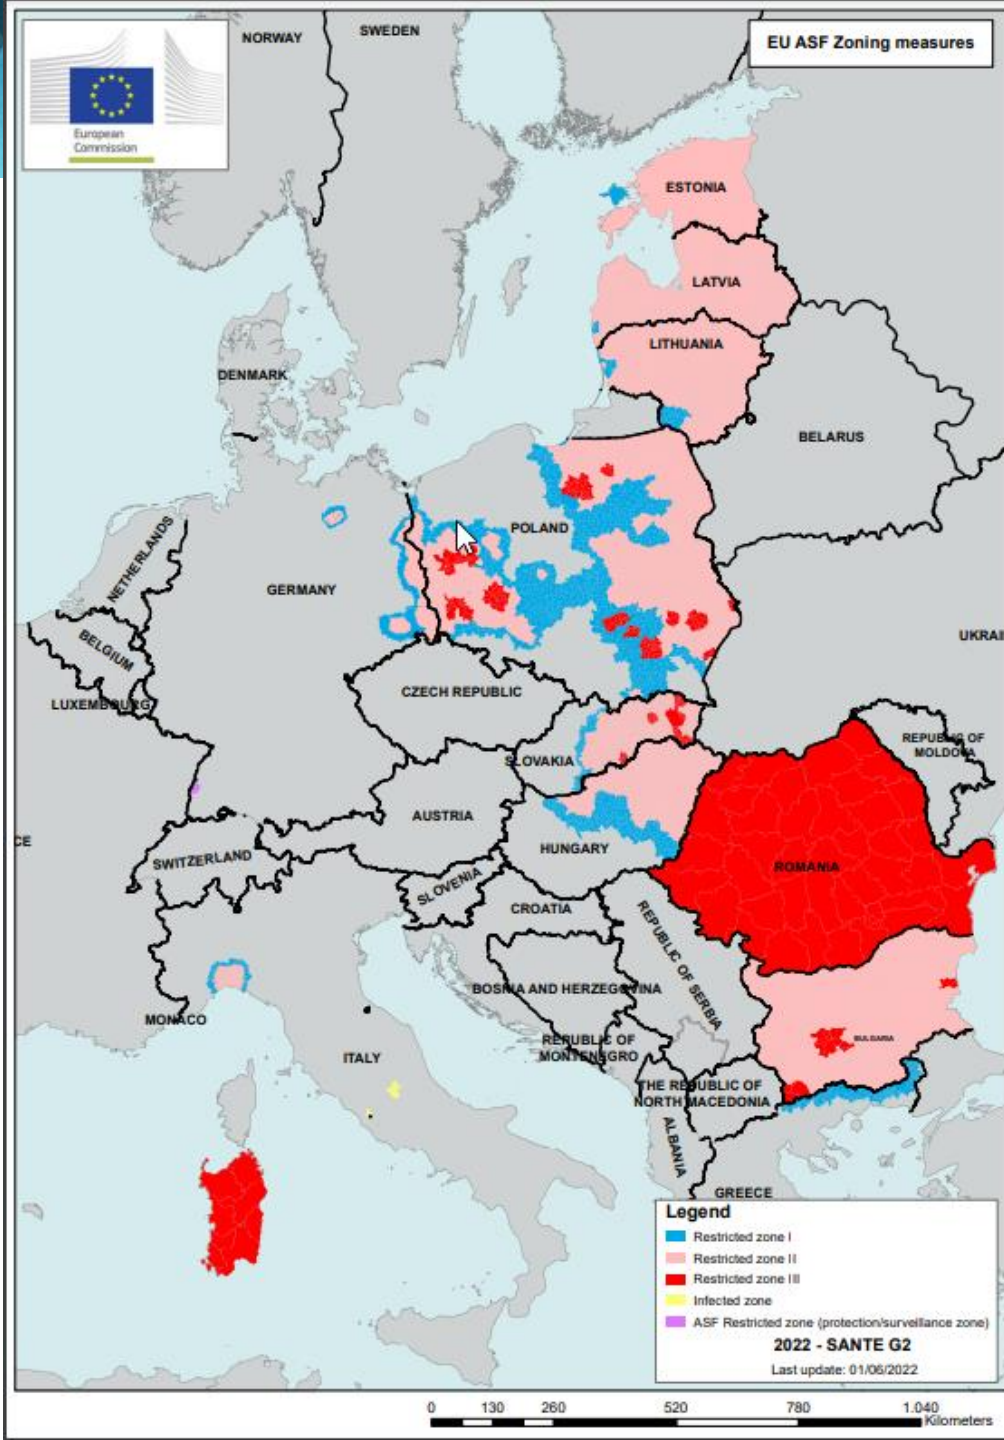 NORWAY
SWEDEN
EU ASF Zoning measures
European
Commission
ESTONIA
LATVIA
LITHUANIA
DENMARK
BELARUS
NETHERLANDS
POLAND
GERMANY
BELGIUM
UKRAI
LUXEMBOURG
CZECH REPUBLIC
REPUBLIC OF
MOLDOVA
SLOVAKIA
AUSTRIA
CE
SWITZERLAND
HUNGARY
ROMANIA
SLOVENIA
CROATIA
REPUBLIC OF SERBIA
BOSNIA AND HERZEGOVINA
MONACO
REPUBLIC OF
MONTENEGRO
BULGARIA
ITALY
THE REPUBLIC OF
NORTH MACEDONIA
ALBANIA
GREECE
Legend
Restricted zone I
Restricted zone II
Restricted zone III
Infected zone
ASF Restricted zone (protection/surveillance zone)
2022 - SANTE G2
Last update: 01/06/2022
0 130 260 520 780 1.040
Kilometers